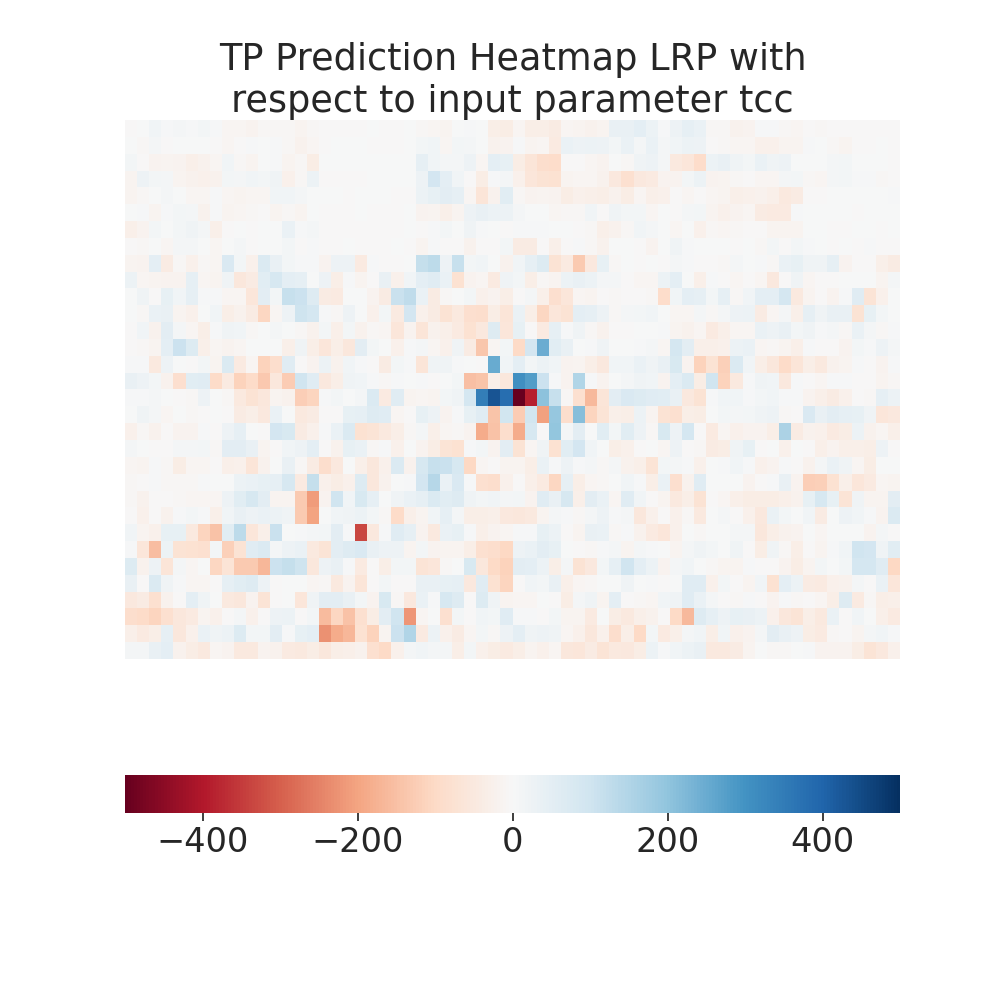 TP Prediction Heatmap LRP with
respect to input parameter tcc
−400 −200 0 200 400